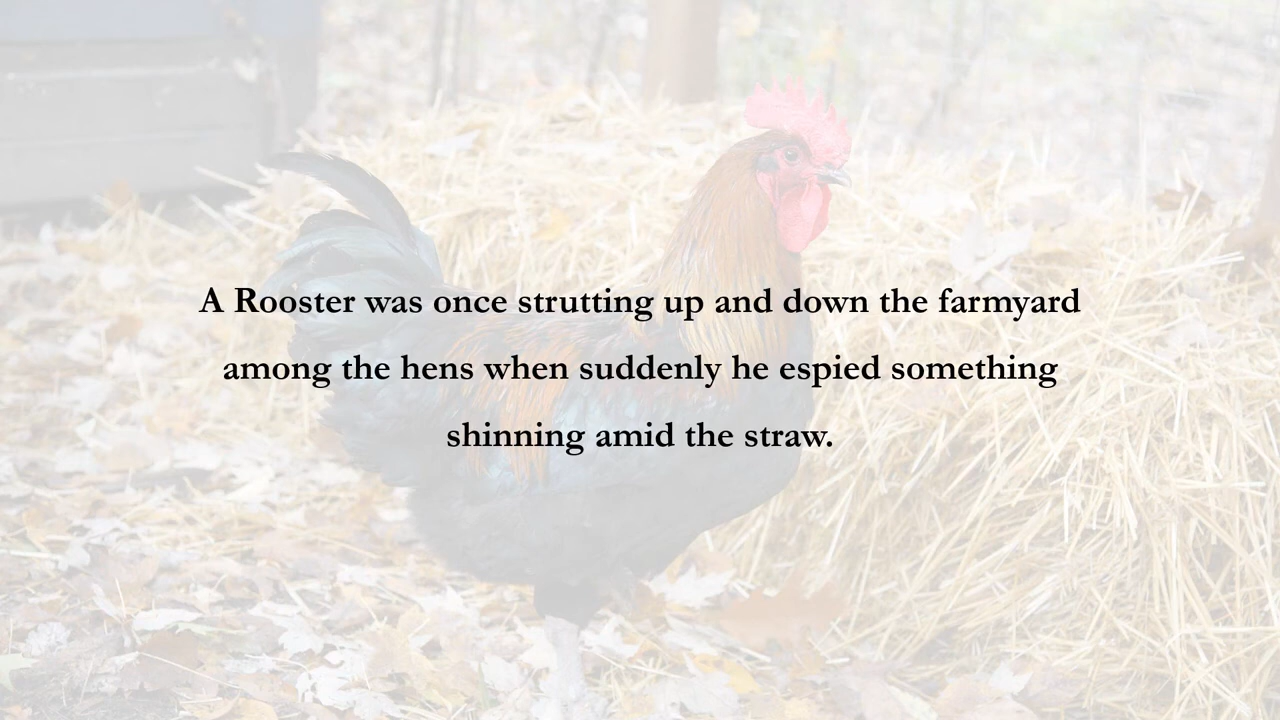 A Rooster was once strutting up and down the farmyard
among the hens when suddenly he espied something
shinning amid the straw.